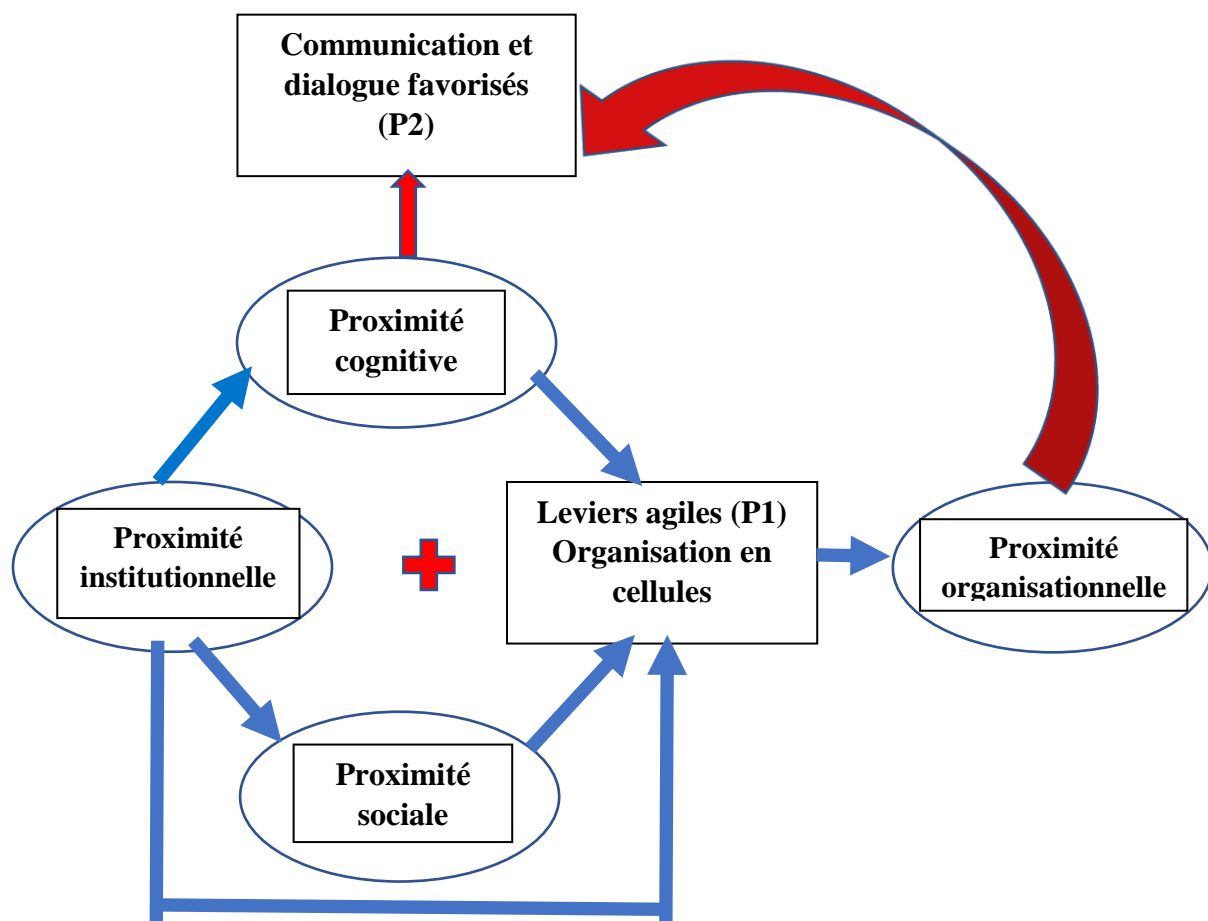 Communication et
dialogue favorisés
(P2)
Proximité
cognitive
Proximité
institutionnelle
Leviers agiles (P1)
Organisation en
cellules
Proximité
organisationnelle
Proximité
sociale